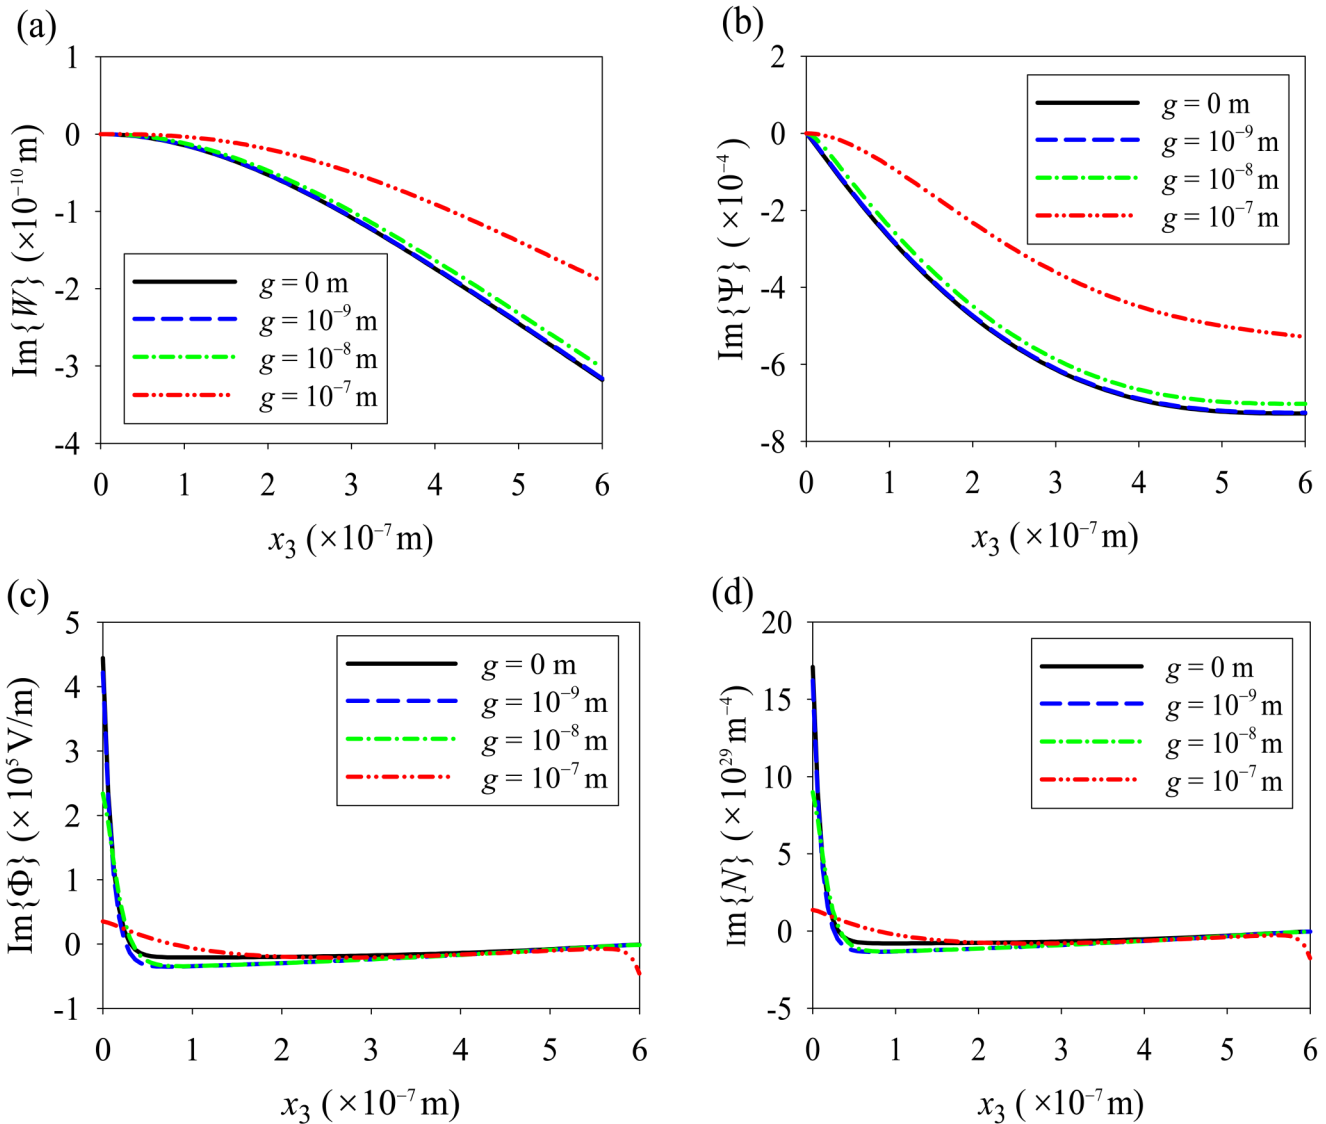 (a)
1
0
-1
-2
-3
-4
Im{W} (×10⁻¹⁰ m)
g = 0 m
g = 10⁻⁹ m
g = 10⁻⁸ m
g = 10⁻⁷ m
0 1 2 3 4 5 6
x₃ (×10⁻⁷ m)
(b)
2
0
-2
-4
-6
-8
Im{Ψ} (×10⁻⁴)
g = 0 m
g = 10⁻⁹ m
g = 10⁻⁸ m
g = 10⁻⁷ m
0 1 2 3 4 5 6
x₃ (×10⁻⁷ m)
(c)
5
4
3
2
1
0
-1
Im{Φ} (× 10⁵ V/m)
g = 0 m
g = 10⁻⁹ m
g = 10⁻⁸ m
g = 10⁻⁷ m
0 1 2 3 4 5 6
x₃ (×10⁻⁷ m)
(d)
20
15
10
5
0
-5
Im{N} (× 10²⁹ m⁻⁴)
g = 0 m
g = 10⁻⁹ m
g = 10⁻⁸ m
g = 10⁻⁷ m
0 1 2 3 4 5 6
x₃ (×10⁻⁷ m)